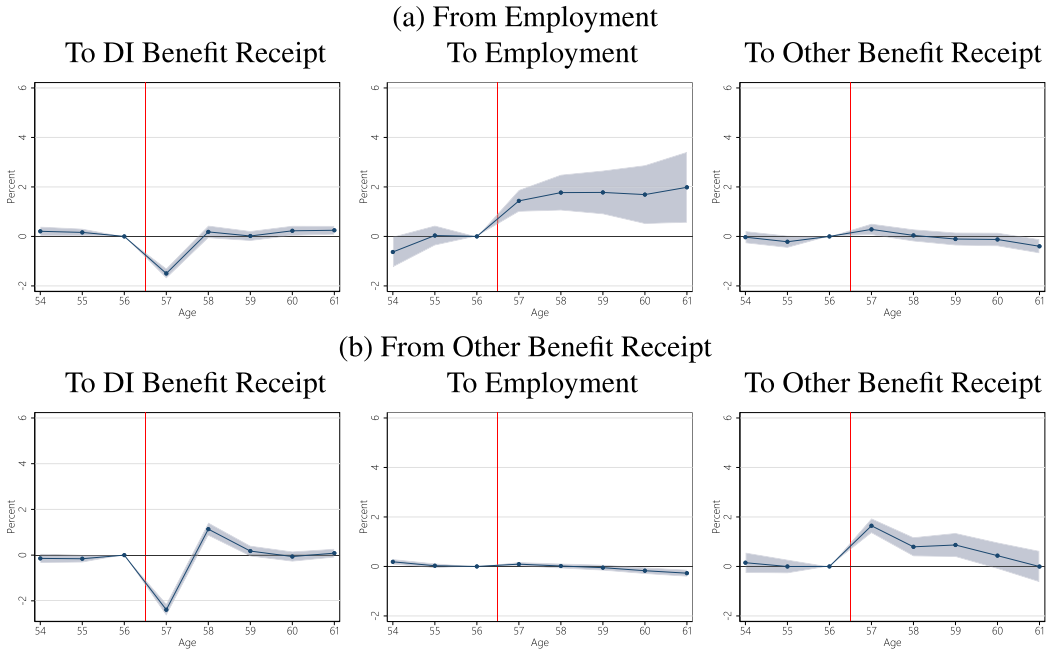 (a) From Employment
To DI Benefit Receipt
To Employment
To Other Benefit Receipt
6
4
2
0
-2
Percent
54 55 56 57 58 59 60 61
Age
6
4
2
0
-2
Percent
54 55 56 57 58 59 60 61
Age
6
4
2
0
-2
Percent
54 55 56 57 58 59 60 61
Age
(b) From Other Benefit Receipt
To DI Benefit Receipt
To Employment
To Other Benefit Receipt
6
4
2
0
-2
Percent
54 55 56 57 58 59 60 61
Age
6
4
2
0
-2
Percent
54 55 56 57 58 59 60 61
Age
6
4
2
0
-2
Percent
54 55 56 57 58 59 60 61
Age